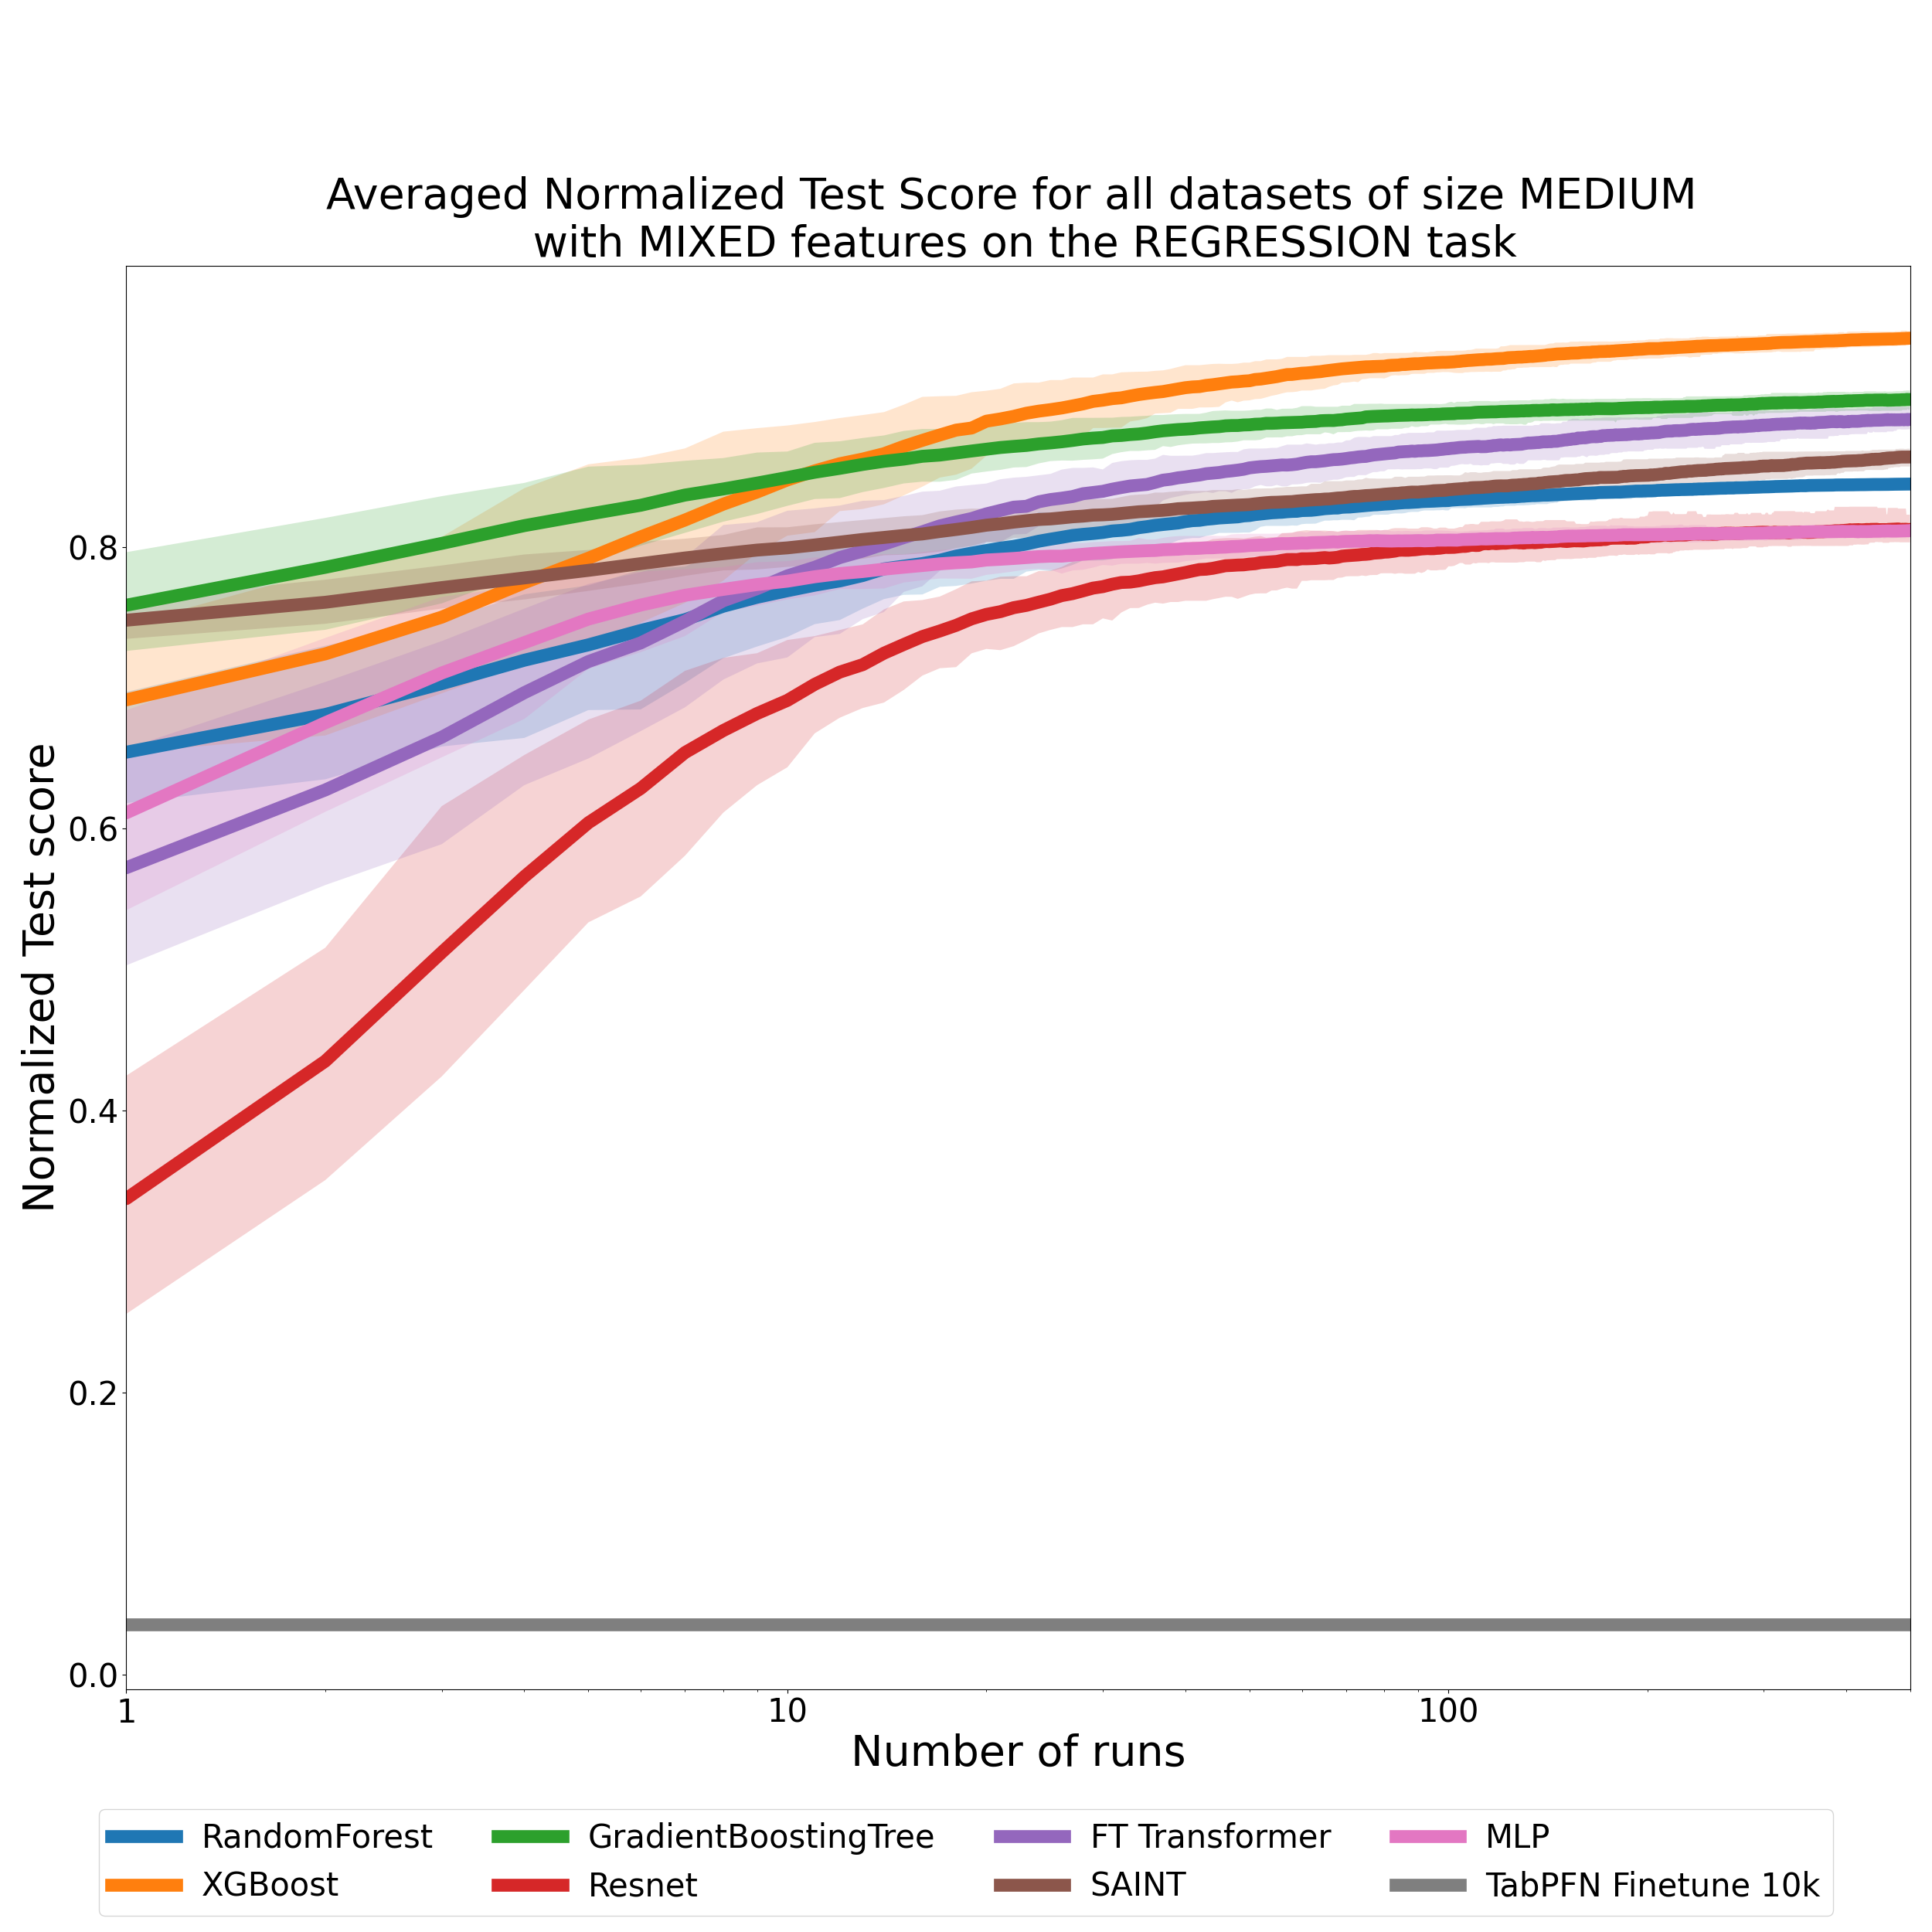 Averaged Normalized Test Score for all datasets of size MEDIUM
with MIXED features on the REGRESSION task
Normalized Test score
0.8
0.6
0.4
0.2
0.0
1
10
100
Number of runs
RandomForest
XGBoost
GradientBoostingTree
Resnet
FT Transformer
SAINT
MLP
TabPFN Finetune 10k